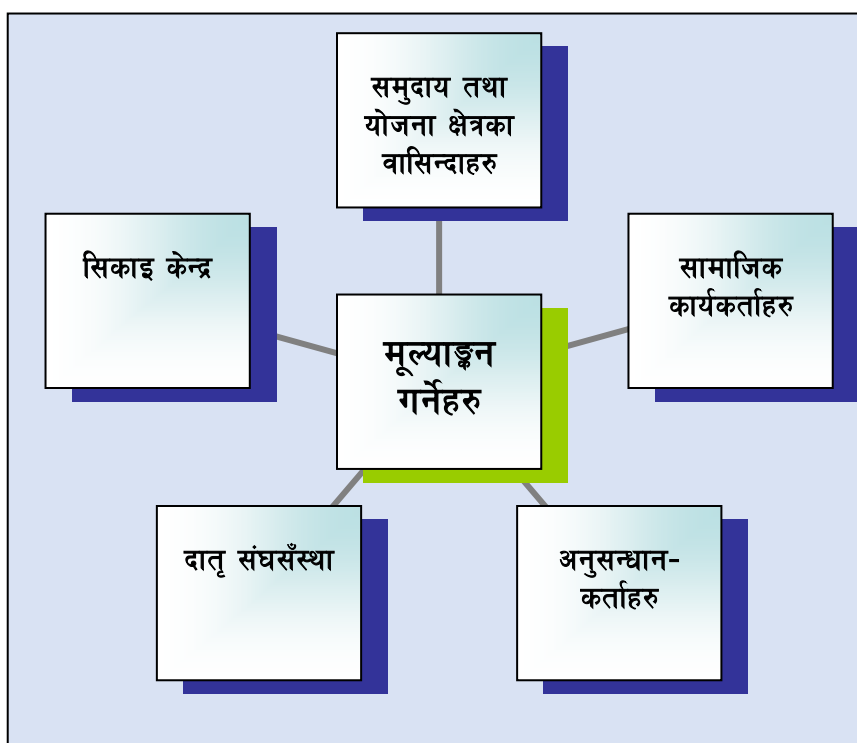 समुदाय तथा
योजना क्षेत्रका
वासिन्दाहरु
सिकाइ केन्द्र
सामाजिक
कार्यकर्ताहरु
मूल्याङ्कन
गर्नेहरु
दातृ संघसँस्था
अनुसन्धान-
कर्ताहरु